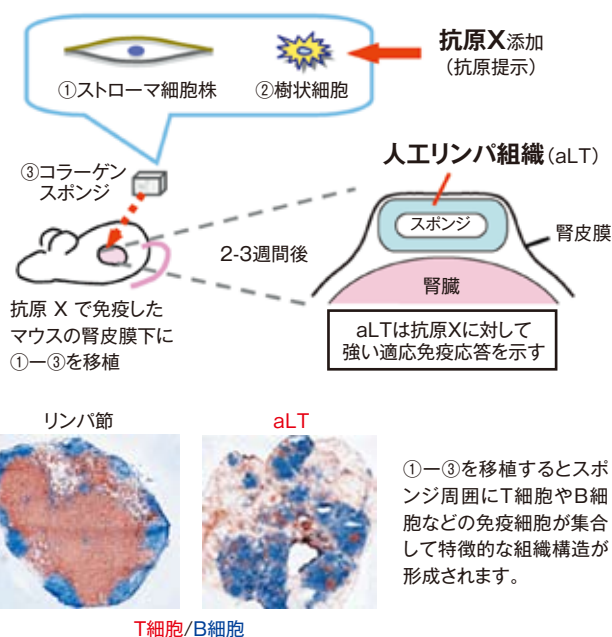 抗原X添加
（抗原提示）
①ストローマ細胞株
②樹状細胞
③コラーゲン
スポンジ
人工リンパ組織（aLT）
スポンジ
腎皮膜
2-3週間後
腎臓
抗原 X で免疫した
マウスの腎皮膜下に
①ー③を移植
aLTは抗原Xに対して
強い適応免疫応答を示す
リンパ節
aLT
①ー③を移植するとスポ
ンジ周囲にT細胞やB細
胞などの免疫細胞が集合
して特徴的な組織構造が
形成されます。
T細胞/B細胞